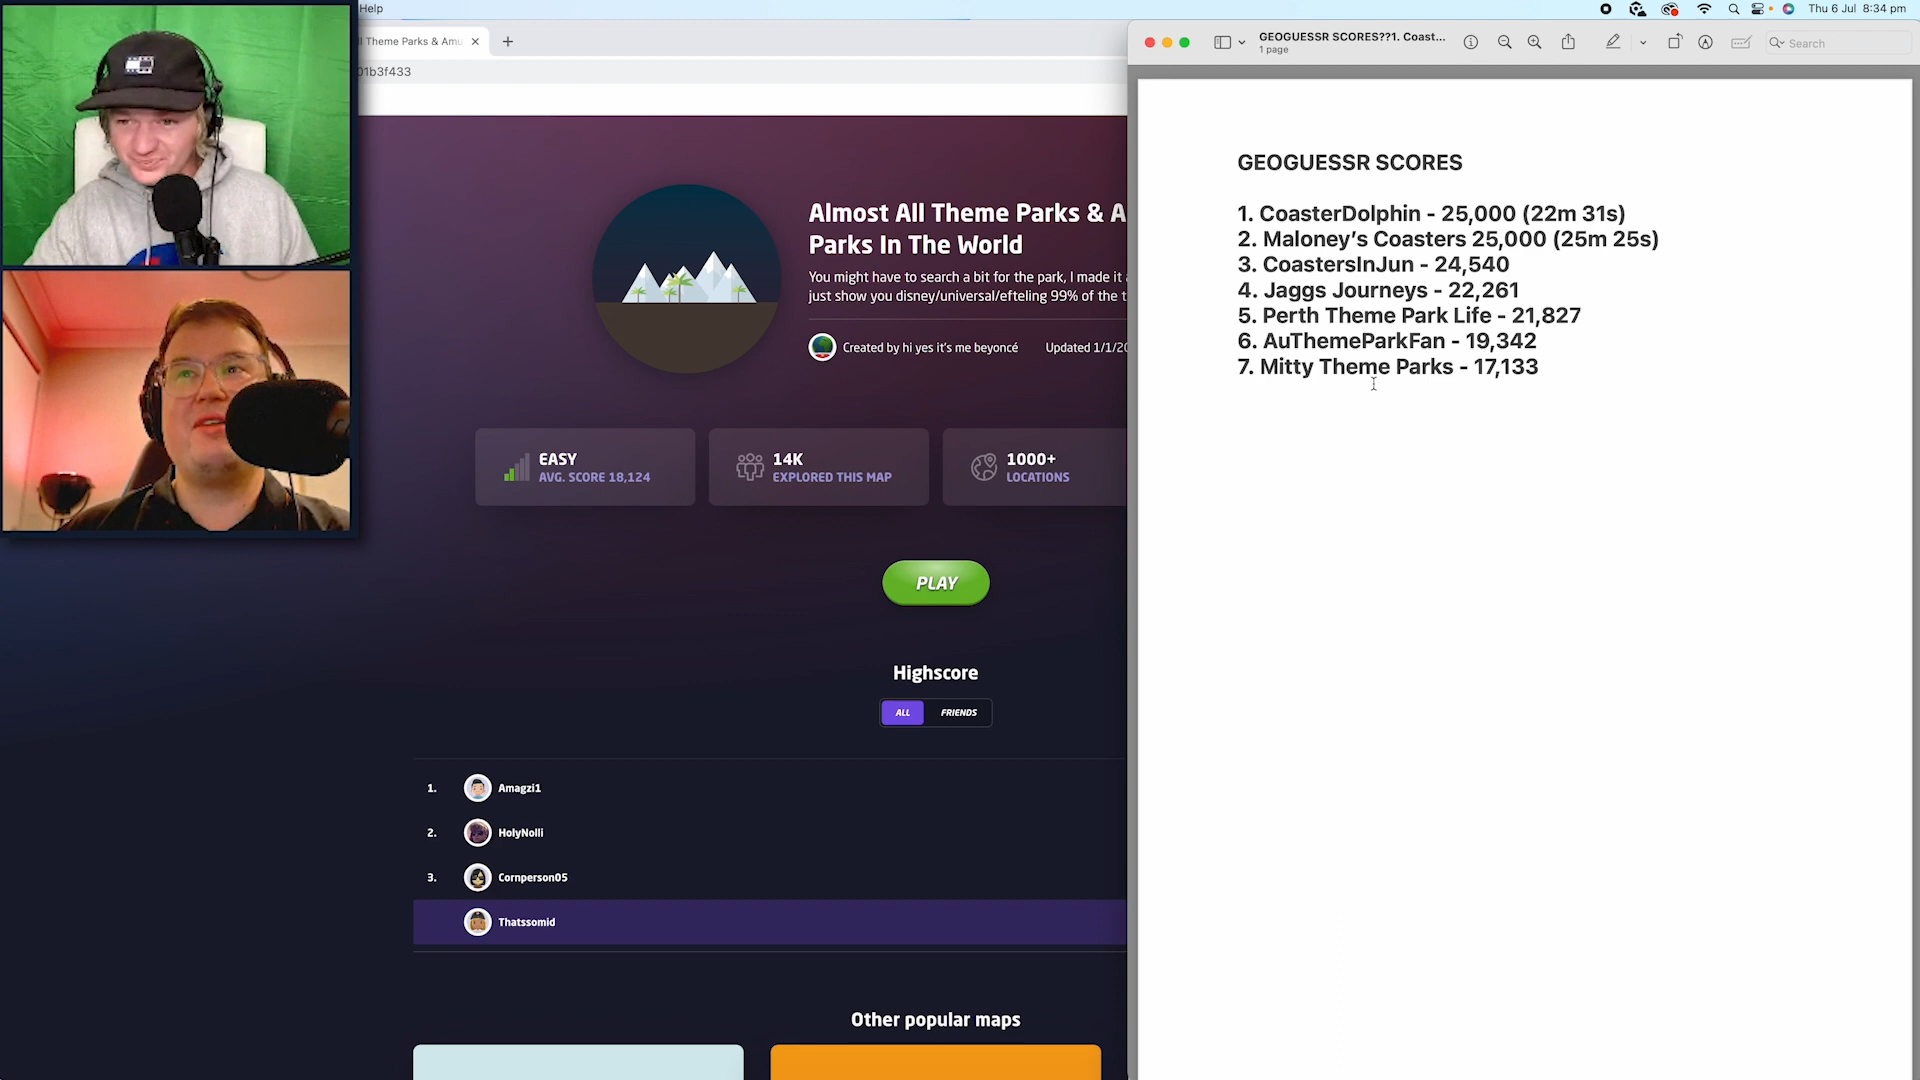 Help
Thu 6 Jul 8:34 pm
ll Theme Parks & Amu
01b3f433
GEOGUESSR SCORES??1. Coast...
1 page
Search
Almost All Theme Parks & A
Parks In The World
You might have to search a bit for the park, I made it
just show you disney/universal/efteling 99% of the t
Created by hi yes it's me beyoncé
Updated 1/1/20
EASY
AVG. SCORE 18,124
14K
EXPLORED THIS MAP
1000+
LOCATIONS
PLAY
Highscore
ALL
FRIENDS
1. Amagzi1
2. HolyNolli
3. Cornperson05
Thatssomid
Other popular maps
GEOGUESSR SCORES
1. CoasterDolphin - 25,000 (22m 31s)
2. Maloney's Coasters 25,000 (25m 25s)
3. CoastersInJun - 24,540
4. Jaggs Journeys - 22,261
5. Perth Theme Park Life - 21,827
6. AuThemeParkFan - 19,342
7. Mitty Theme Parks - 17,133